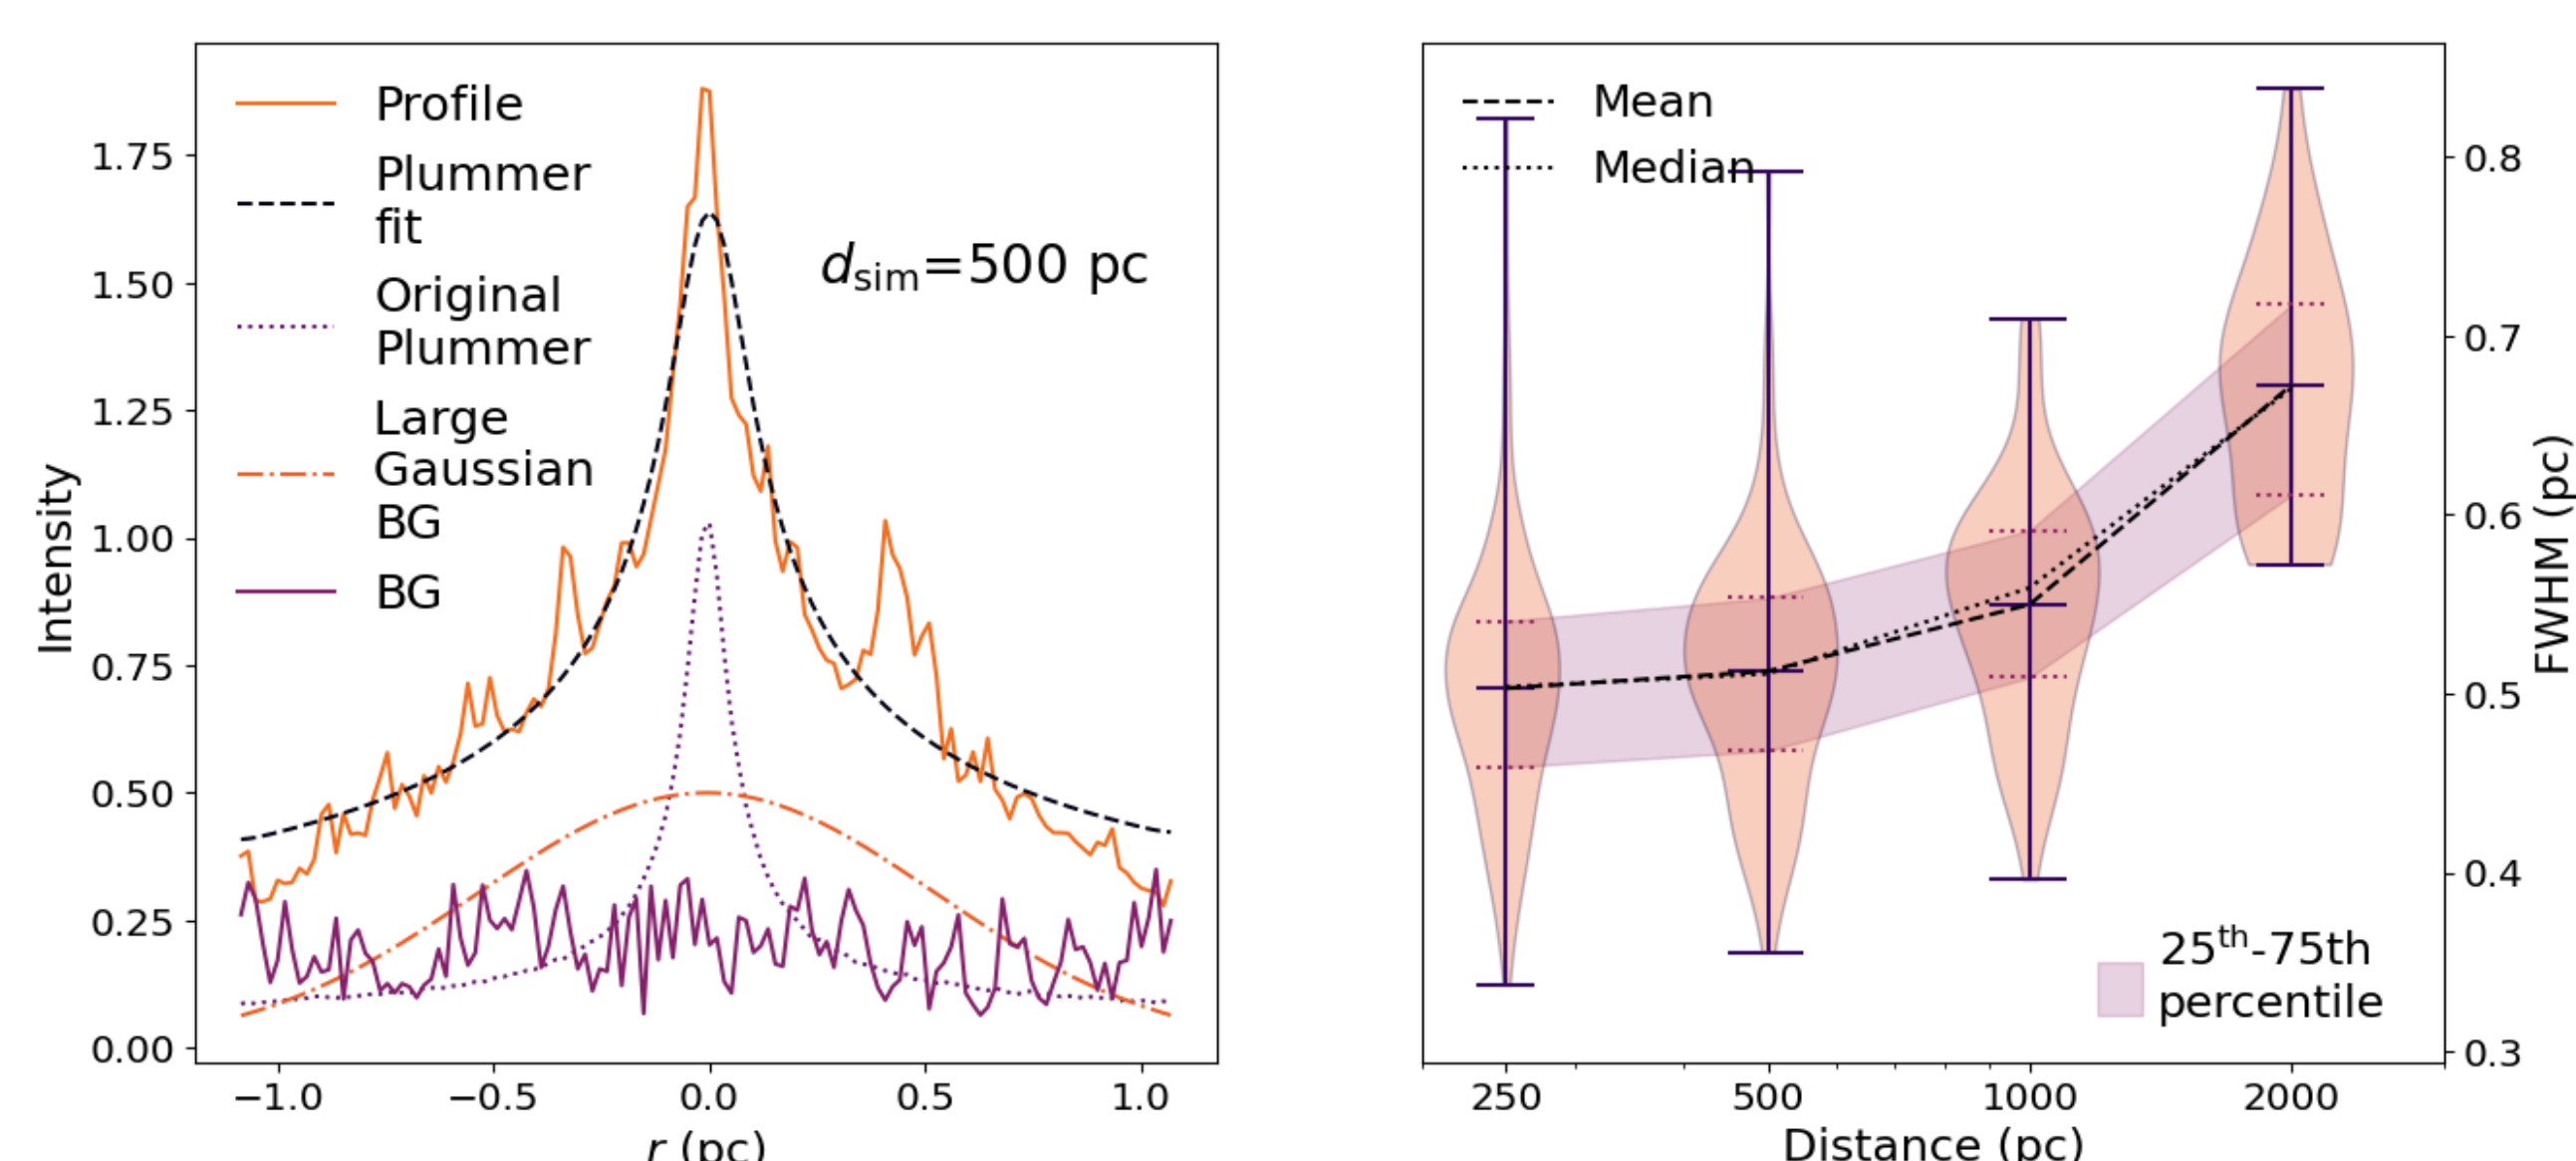 Profile
Plummer
fit
Original
Plummer
Large
Gaussian
BG
BG
d_sim=500 pc
1.75
1.50
1.25
1.00
0.75
0.50
0.25
0.00
Intensity
−1.0 −0.5 0.0 0.5 1.0
r (pc)
Mean
Median
25th-75th
percentile
0.8
0.7
0.6
0.5
0.4
0.3
FWHM (pc)
250 500 1000 2000
Distance (pc)